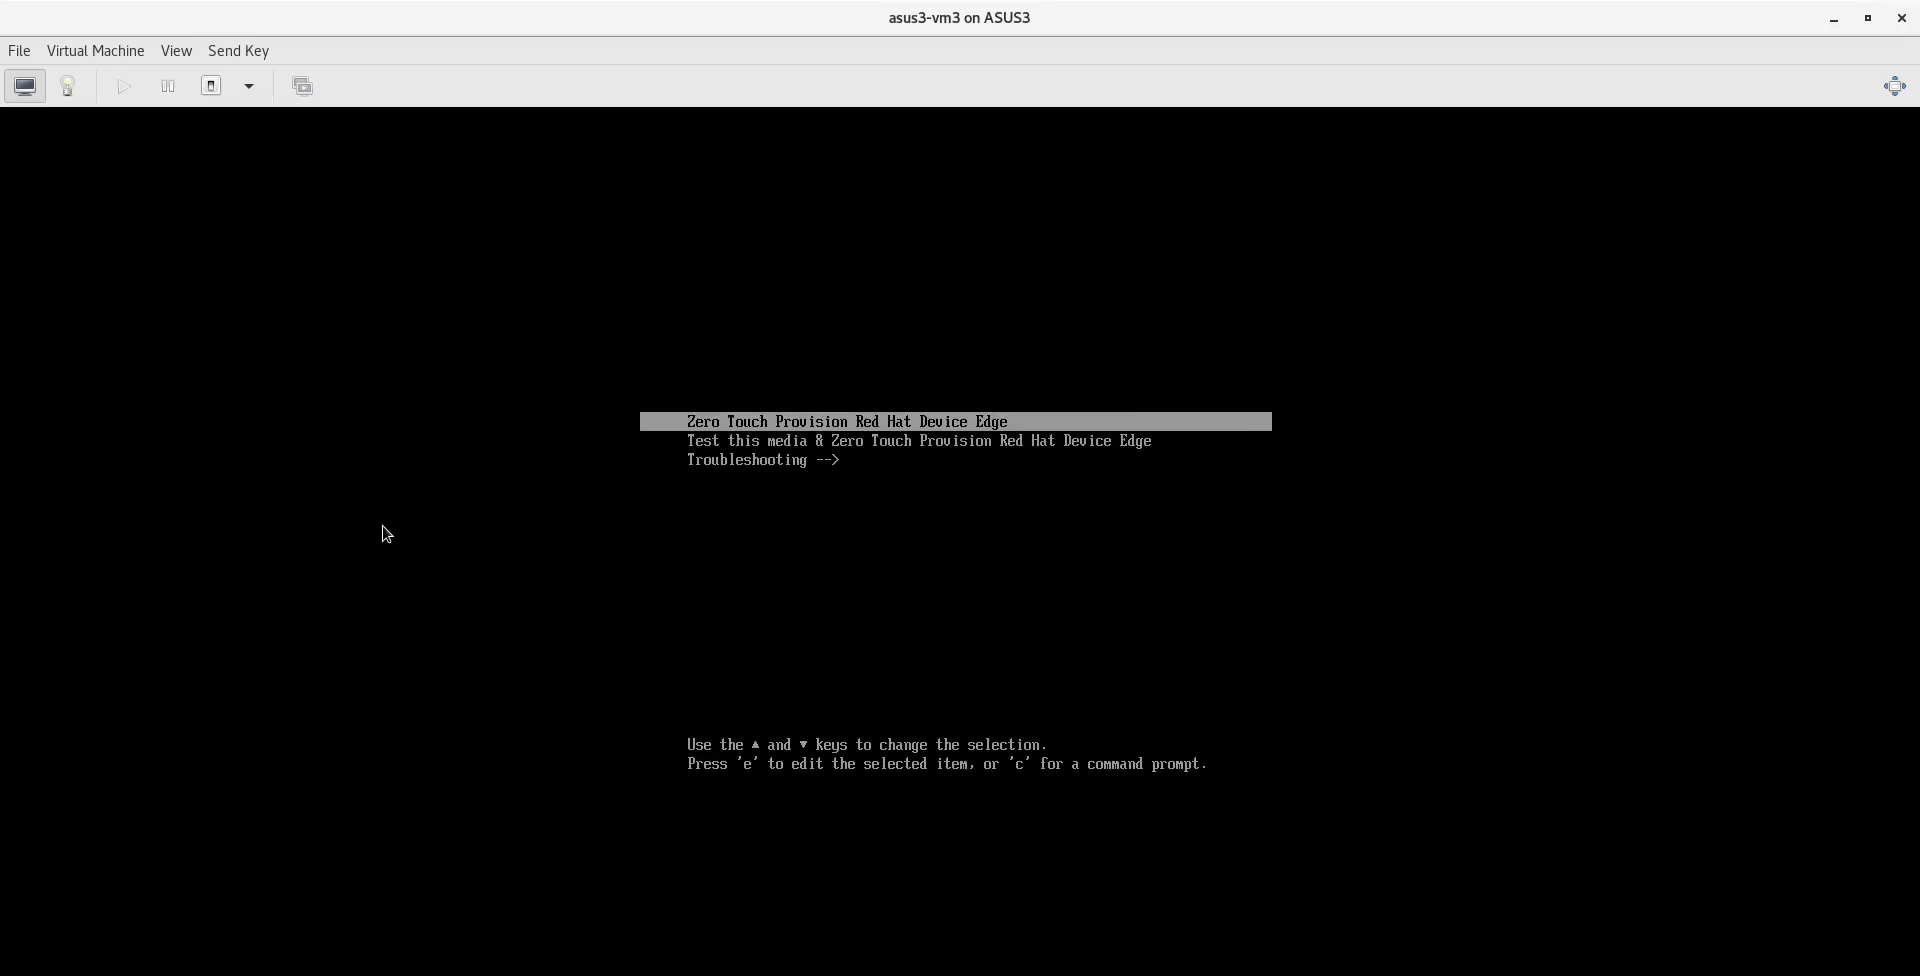 asus3-vm3 on ASUS3
File Virtual Machine View Send Key
Zero Touch Provision Red Hat Device Edge
Test this media & Zero Touch Provision Red Hat Device Edge
Troubleshooting -->
Use the ▲ and ▼ keys to change the selection.
Press 'e' to edit the selected item, or 'c' for a command prompt.